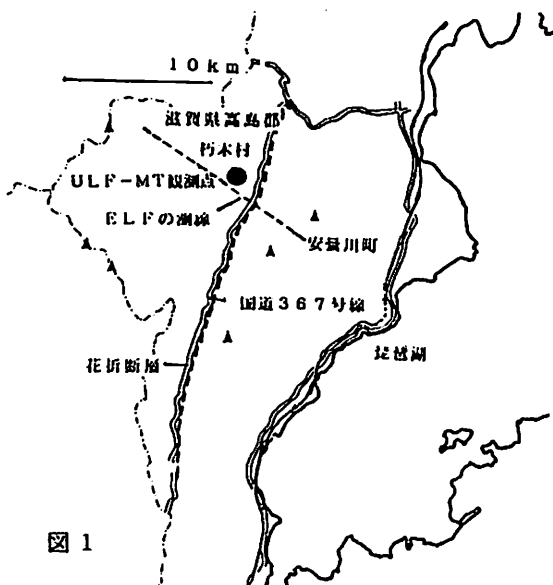 10km
滋賀県高島郡
朽木村
ULF-MT観測点
ELFの測線
安曇川町
国道367号線
花折断層
琵琶湖
図1